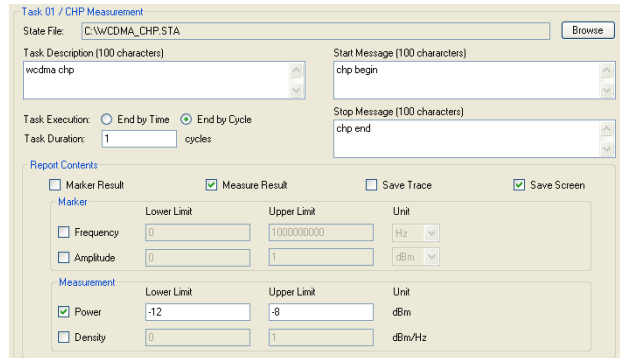 Task 01 / CHP Measurement
State File: C:\WCDMA_CHP.STA Browse
Task Description (100 characters) Start Message (100 chararcters)
wcdma chp chp begin
Task Execution: End by Time End by Cycle Stop Message (100 characters)
Task Duration: 1 cycles chp end
Report Contents
Marker Result Measure Result Save Trace Save Screen
Marker
Lower Limit Upper Limit Unit
Frequency 0 1000000000 Hz
Amplitude 0 1 dBm
Measurement
Lower Limit Upper Limit Unit
Power -12 -8 dBm
Density 0 1 dBm/Hz